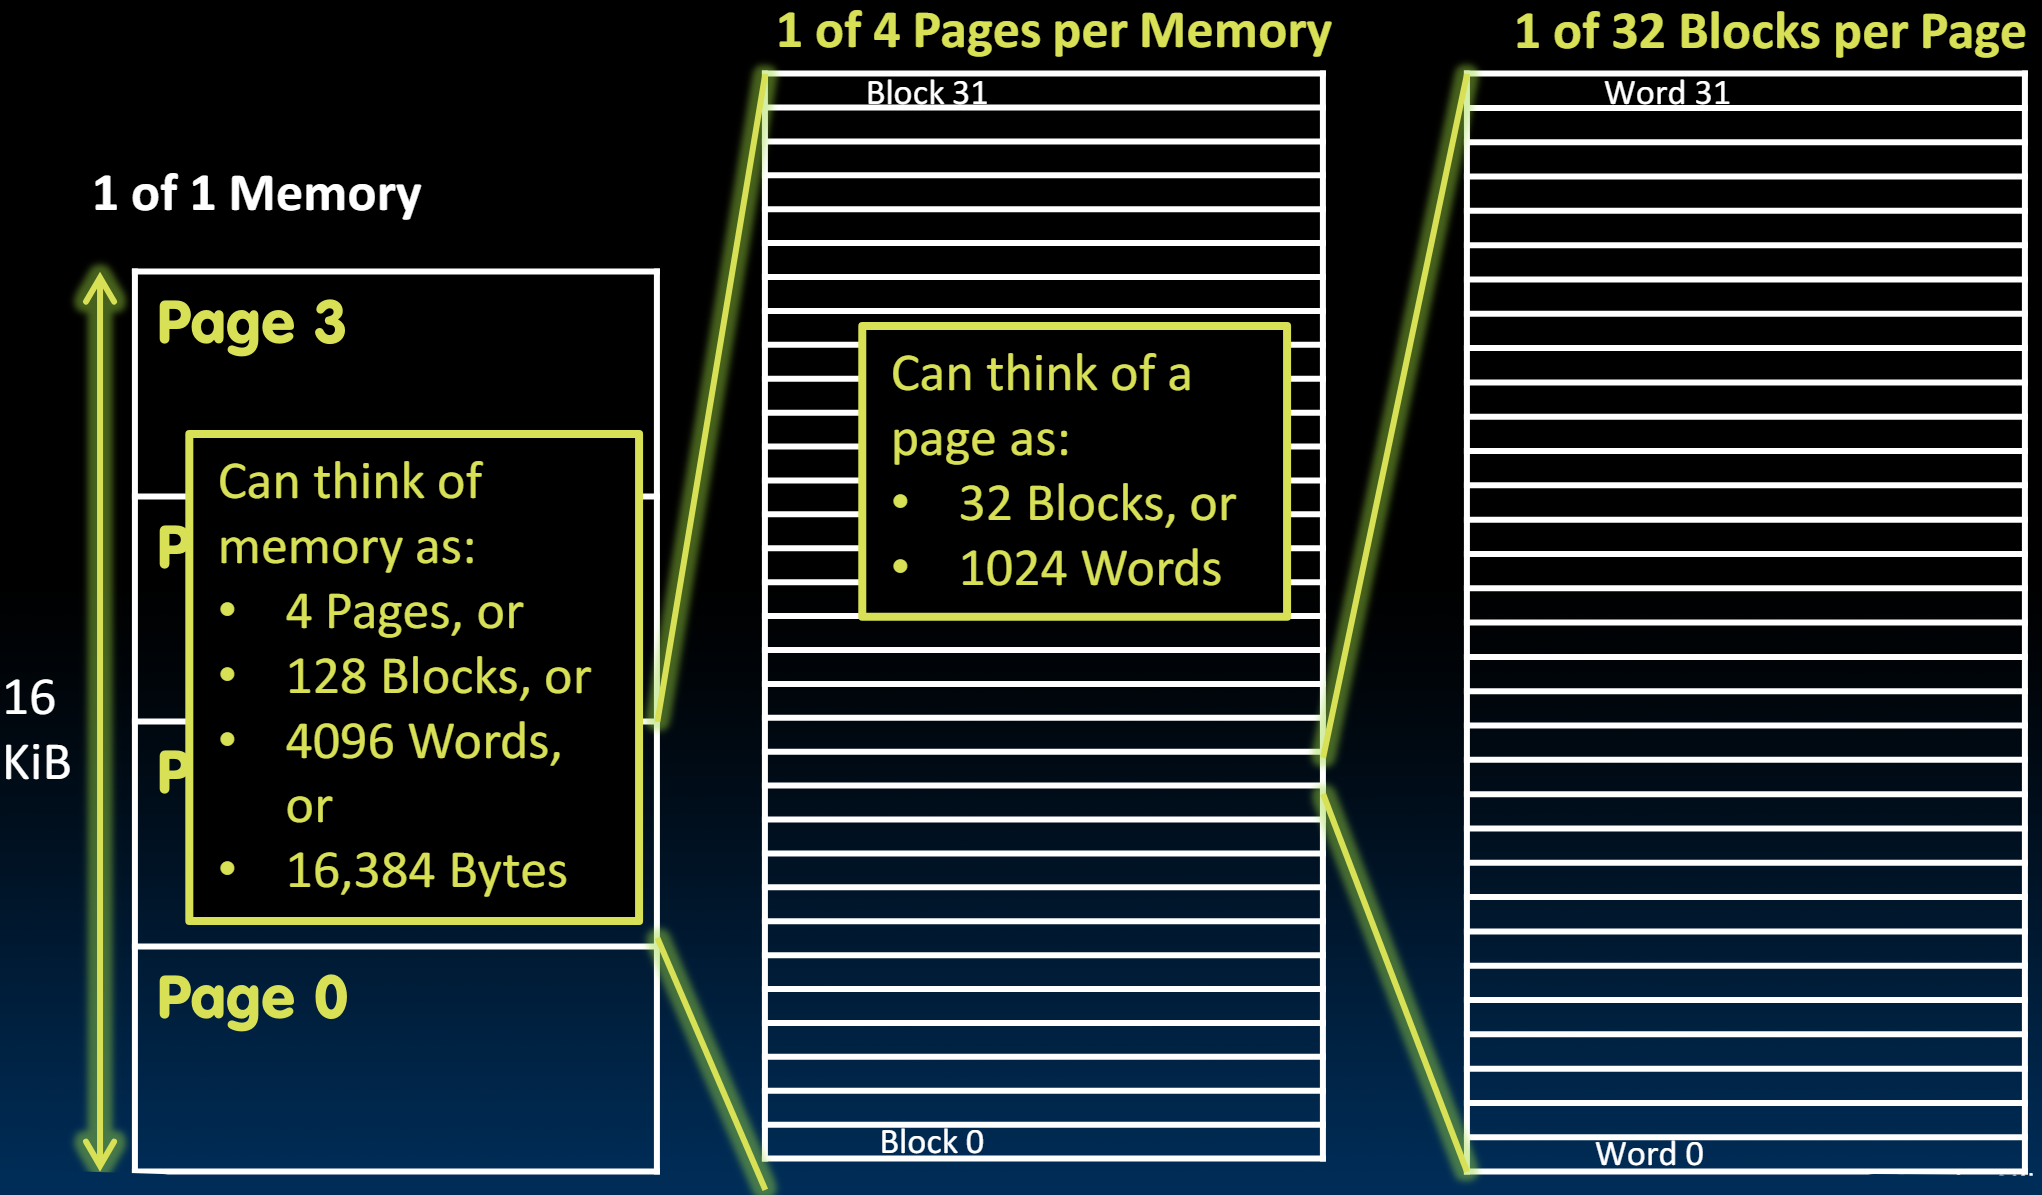 1 of 4 Pages per Memory
1 of 32 Blocks per Page
Block 31
Word 31
1 of 1 Memory
Page 3
Can think of a
page as:
• 32 Blocks, or
• 1024 Words
Can think of
memory as:
• 4 Pages, or
• 128 Blocks, or
• 4096 Words,
or
• 16,384 Bytes
P
P
16
KiB
Page 0
Block 0
Word 0